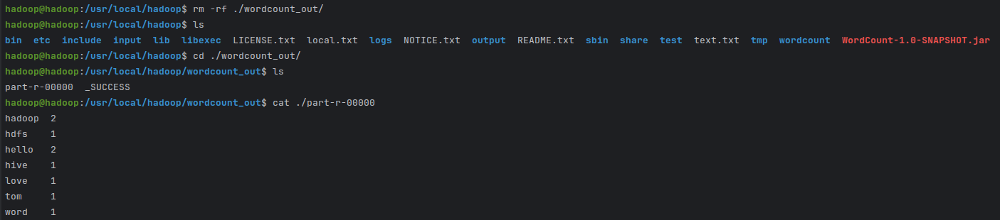 hadoop@hadoop:/usr/local/hadoop$ rm -rf ./wordcount_out/
hadoop@hadoop:/usr/local/hadoop$ ls
bin  etc  include  input  lib  libexec  LICENSE.txt  local.txt  logs  NOTICE.txt  output  README.txt  sbin  share  test  text.txt  tmp  wordcount  WordCount-1.0-SNAPSHOT.jar
hadoop@hadoop:/usr/local/hadoop$ cd ./wordcount_out/
hadoop@hadoop:/usr/local/hadoop/wordcount_out$ ls
part-r-00000  _SUCCESS
hadoop@hadoop:/usr/local/hadoop/wordcount_out$ cat ./part-r-00000
hadoop  2
hdfs    1
hello   2
hive    1
love    1
tom     1
word    1